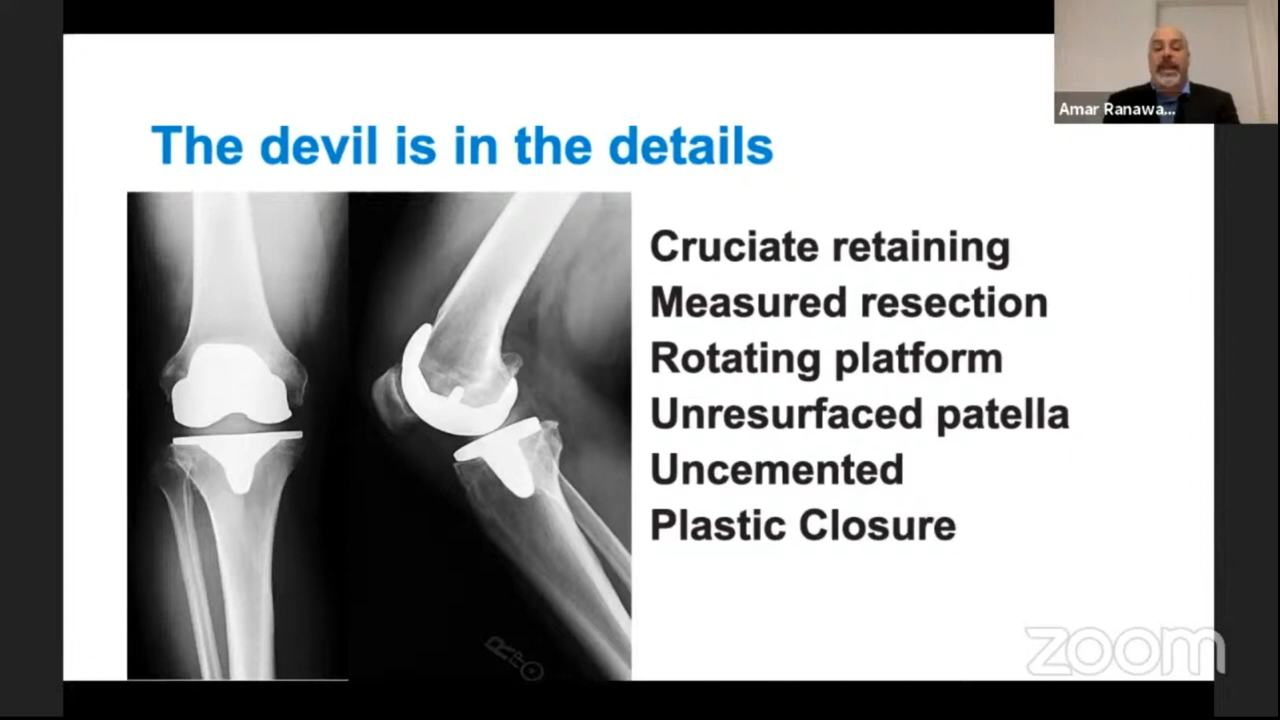 Amar Ranawa...
The devil is in the details
Cruciate retaining
Measured resection
Rotating platform
Unresurfaced patella
Uncemented
Plastic Closure
zoom